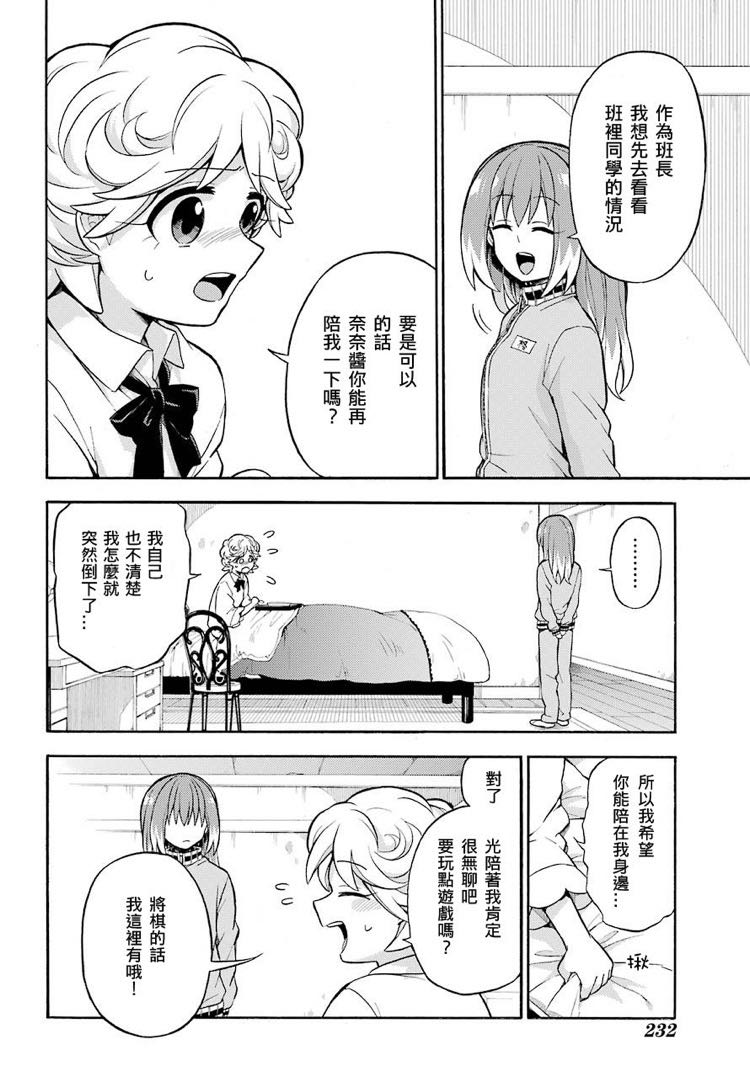 作為班長
我想先去看看
班裡同學的情況
要是可以
的話
奈奈醬你能再
陪我一下嗎？
………
我自己
也不清楚
我怎麼就
突然倒下了…
所以我希望
你能陪在我身邊…
揪
對了
光陪著我肯定
很無聊吧
要玩點遊戲嗎？
將棋的話
我這裡有哦！
232